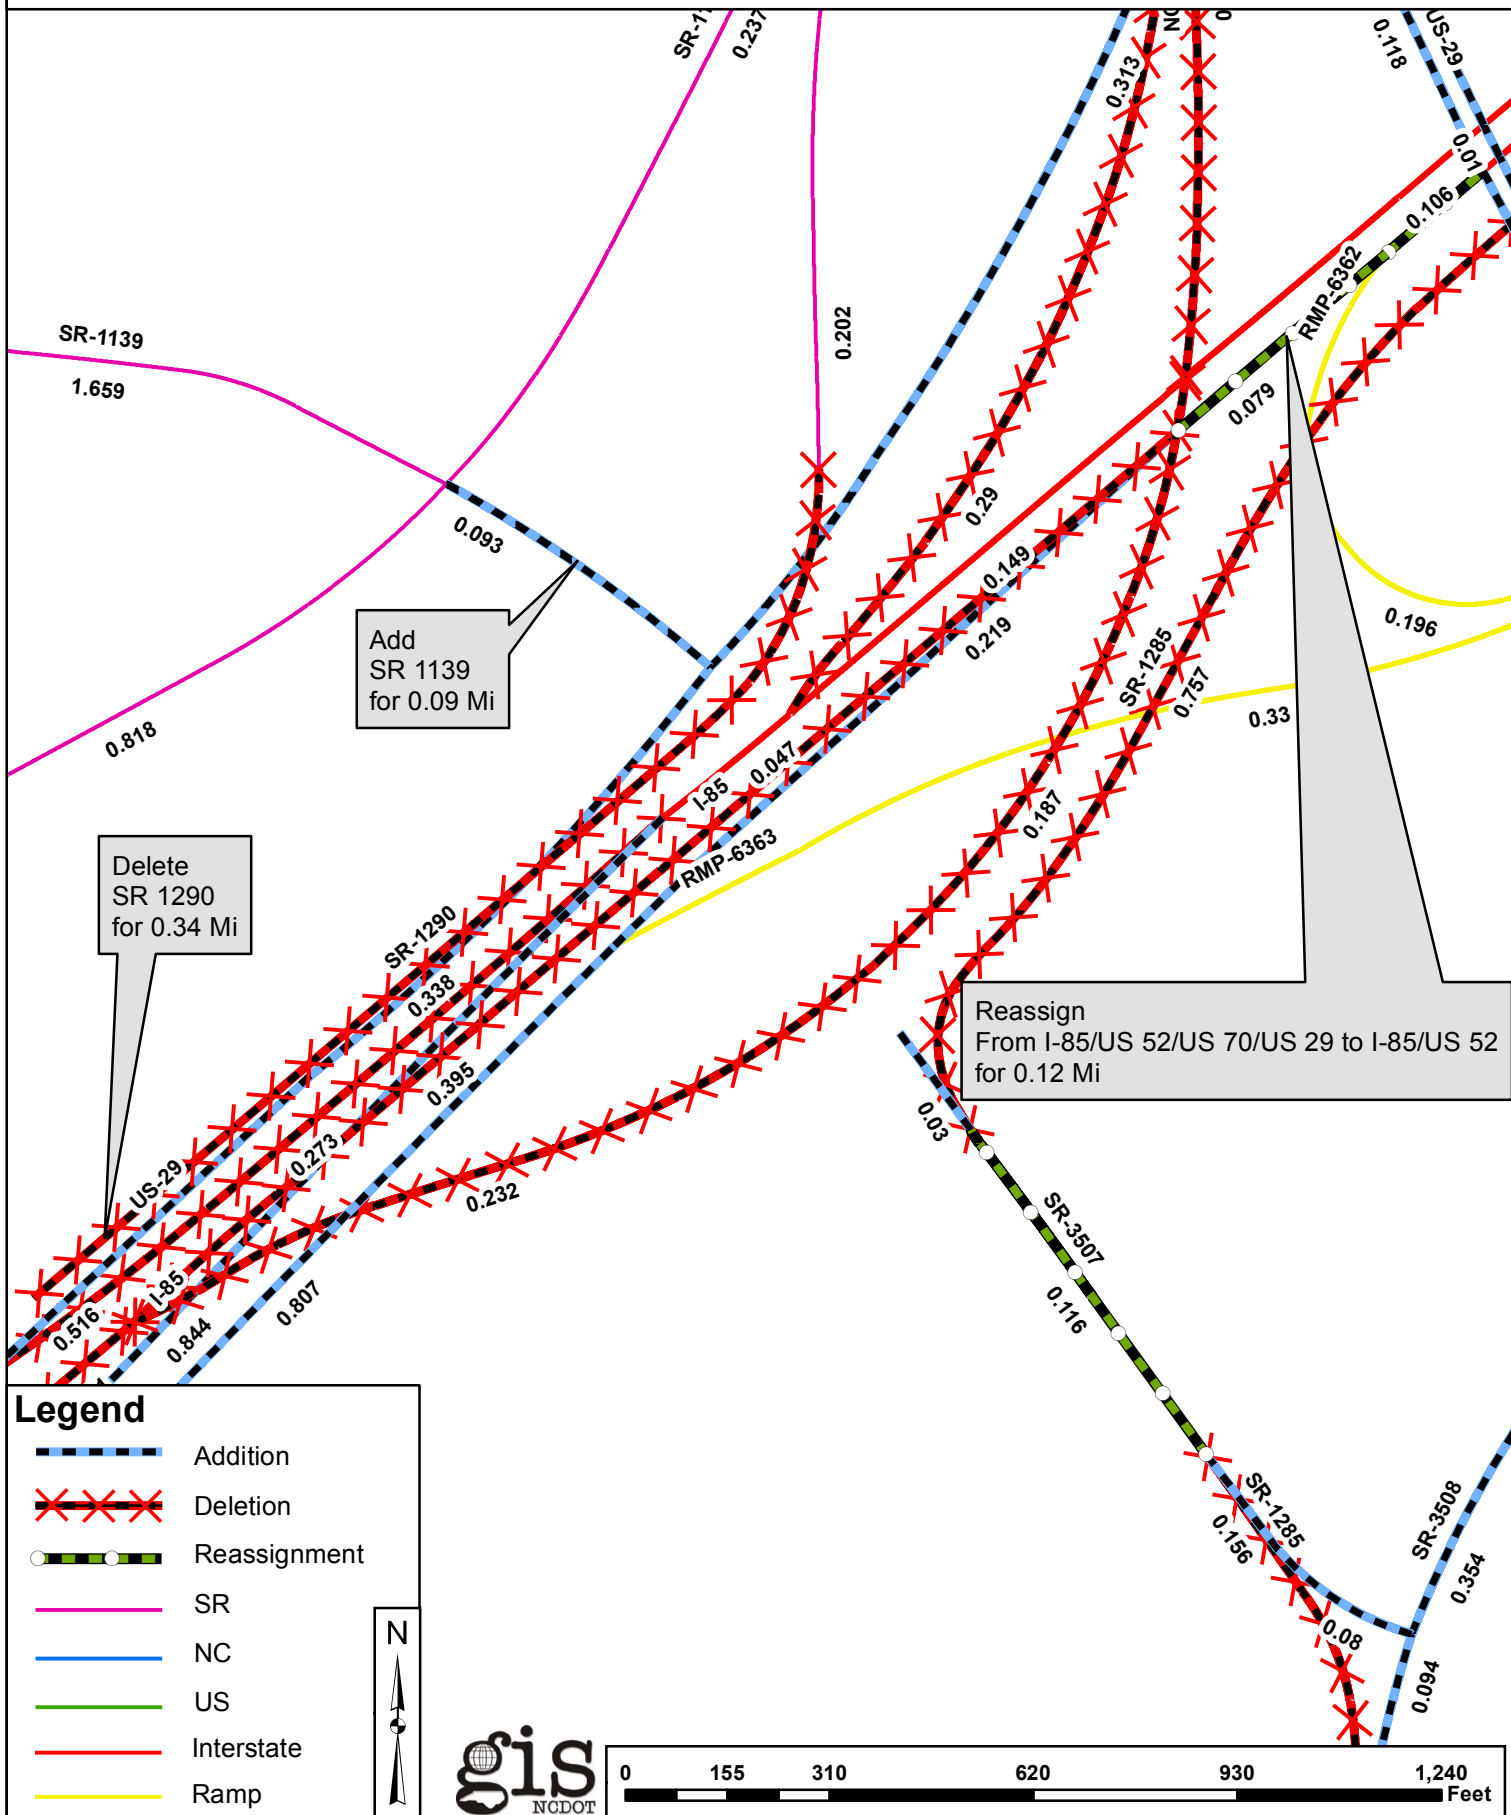 SR-11
0.237
NC
0
0.313
0.118
US-29
0.01
0.106
RMP-6362
SR-1139
1.659
0.202
0.079
0.093
0.29
0.149
0.219
0.196
Add
SR 1139
for 0.09 Mi
SR-1285
0.757
0.33
0.818
I-85
0.047
0.187
RMP-6363
Delete
SR 1290
for 0.34 Mi
SR-1290
0.338
Reassign
From I-85/US 52/US 70/US 29 to I-85/US 52
for 0.12 Mi
0.395
0.03
0.273
US-29
0.232
SR-3507
I-85
0.516
0.844
0.807
0.116
Legend
Addition
Deletion
Reassignment
SR
NC
US
Interstate
Ramp
N
SR-1285
0.156
SR-3508
0.354
0.08
0.094
gis
NCDOT
0 155 310 620 930 1,240
Feet